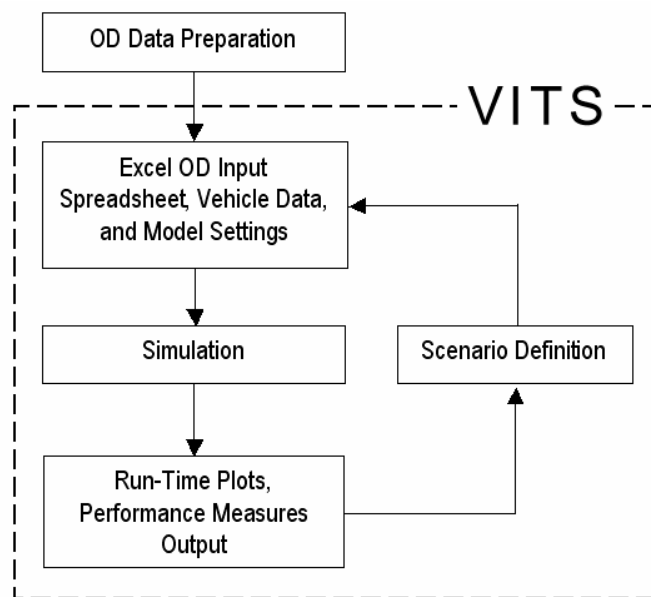 OD Data Preparation
VITS
Excel OD Input
Spreadsheet, Vehicle Data,
and Model Settings
Simulation
Scenario Definition
Run-Time Plots,
Performance Measures
Output